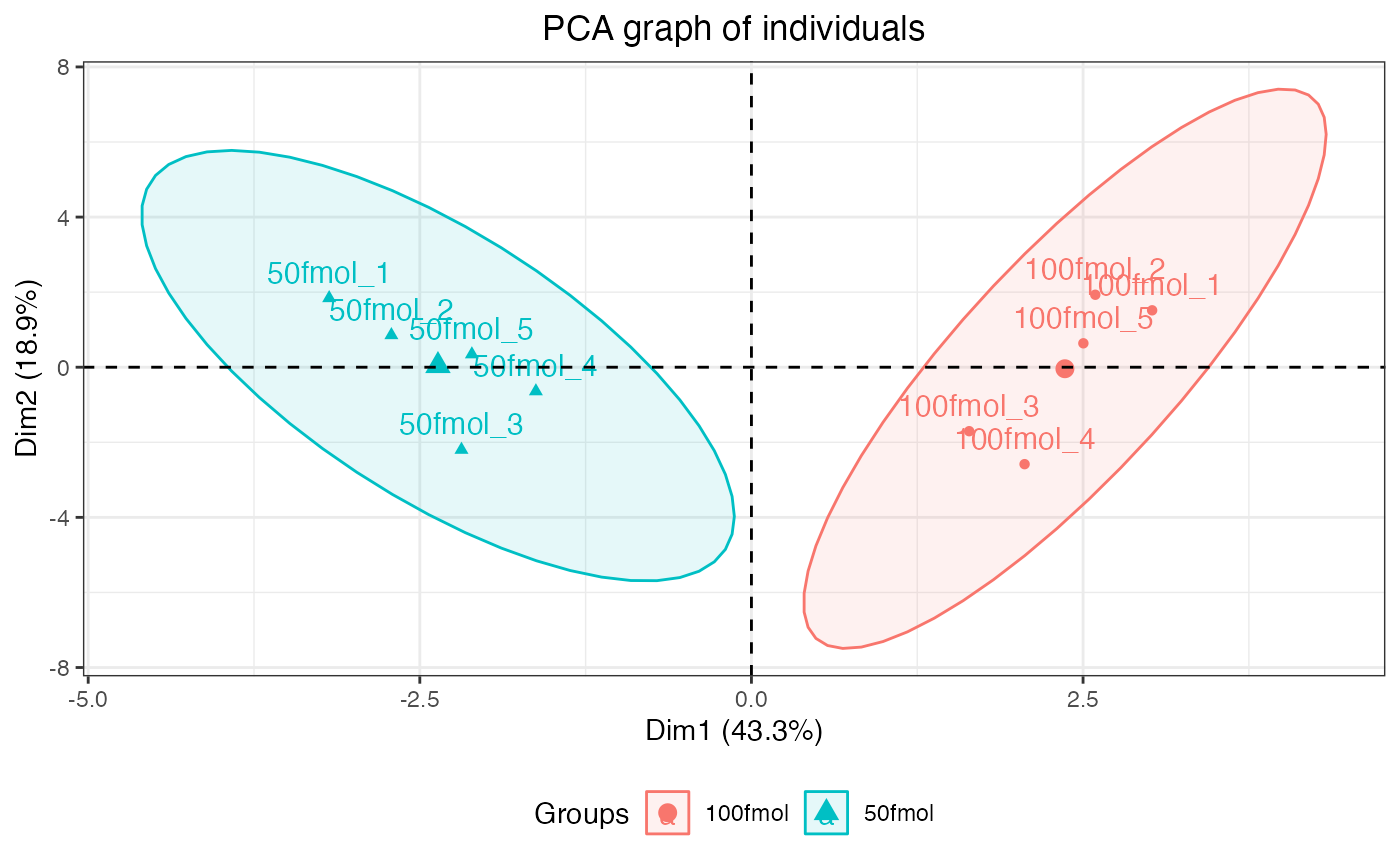 PCA graph of individuals
8
4
0
-4
-8
Dim2 (18.9%)
50fmol_1
50fmol_2
50fmol_5
50fmol_4
50fmol_3
100fmol_2
100fmol_1
100fmol_5
100fmol_3
100fmol_4
-5.0
-2.5
0.0
2.5
Dim1 (43.3%)
Groups
a
100fmol
a
50fmol